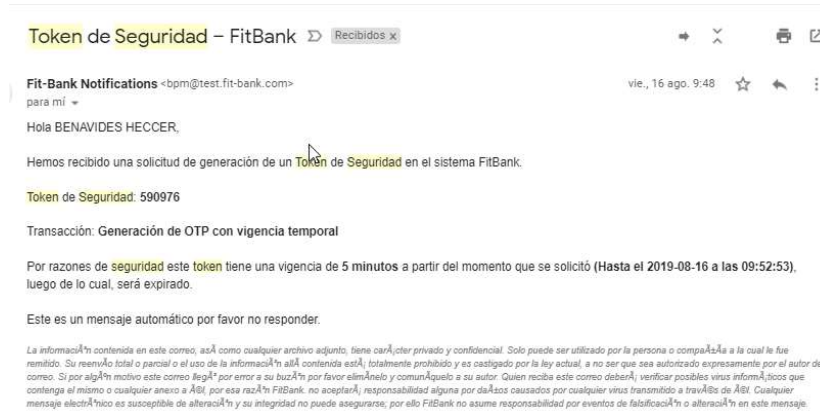 Token de Seguridad – FitBank Recibidos x
Fit-Bank Notifications <bpm@test.fit-bank.com> vie., 16 ago. 9:48
para mí
Hola BENAVIDES HECCER,
Hemos recibido una solicitud de generación de un Token de Seguridad en el sistema FitBank.
Token de Seguridad: 590976
Transacción: Generación de OTP con vigencia temporal
Por razones de seguridad este token tiene una vigencia de 5 minutos a partir del momento que se solicitó (Hasta el 2019-08-16 a las 09:52:53),
luego de lo cual, será expirado.
Este es un mensaje automático por favor no responder.
La informaciÃ³n contenida en este correo, asÃ­ como cualquier archivo adjunto, tiene carÃ¡cter privado y confidencial. Solo puede ser utilizado por la persona o compaÃ±Ãa a la cual le fue
remitido. Su reenvÃ­o total o parcial o el uso de la informaciÃ³n allÃ­ contenida estÃ¡ totalmente prohibido y es castigado por la ley actual, a no ser que sea autorizado expresamente por el autor de
correo. Si por algÃºn motivo este correo llegÃ³ por error a su buzÃ³n por favor elimÃ­nelo y comunÃ­quelo a su autor. Quien reciba este correo deberÃ¡ verificar posibles virus informÃ¡ticos que
contenga el mismo o cualquier anexo a Ã©l, por esa razÃ³n FitBank. no aceptarÃ¡ responsabilidad alguna por daÃ±os causados por cualquier virus transmitido a travÃ©s de Ã©l. Cualquier
mensaje electrÃ³nico es susceptible de alteraciÃ³n y su integridad no puede asegurarse; por ello FitBank no asume responsabilidad por eventos de falsificaciÃ³n o alteraciÃ³n en este mensaje.